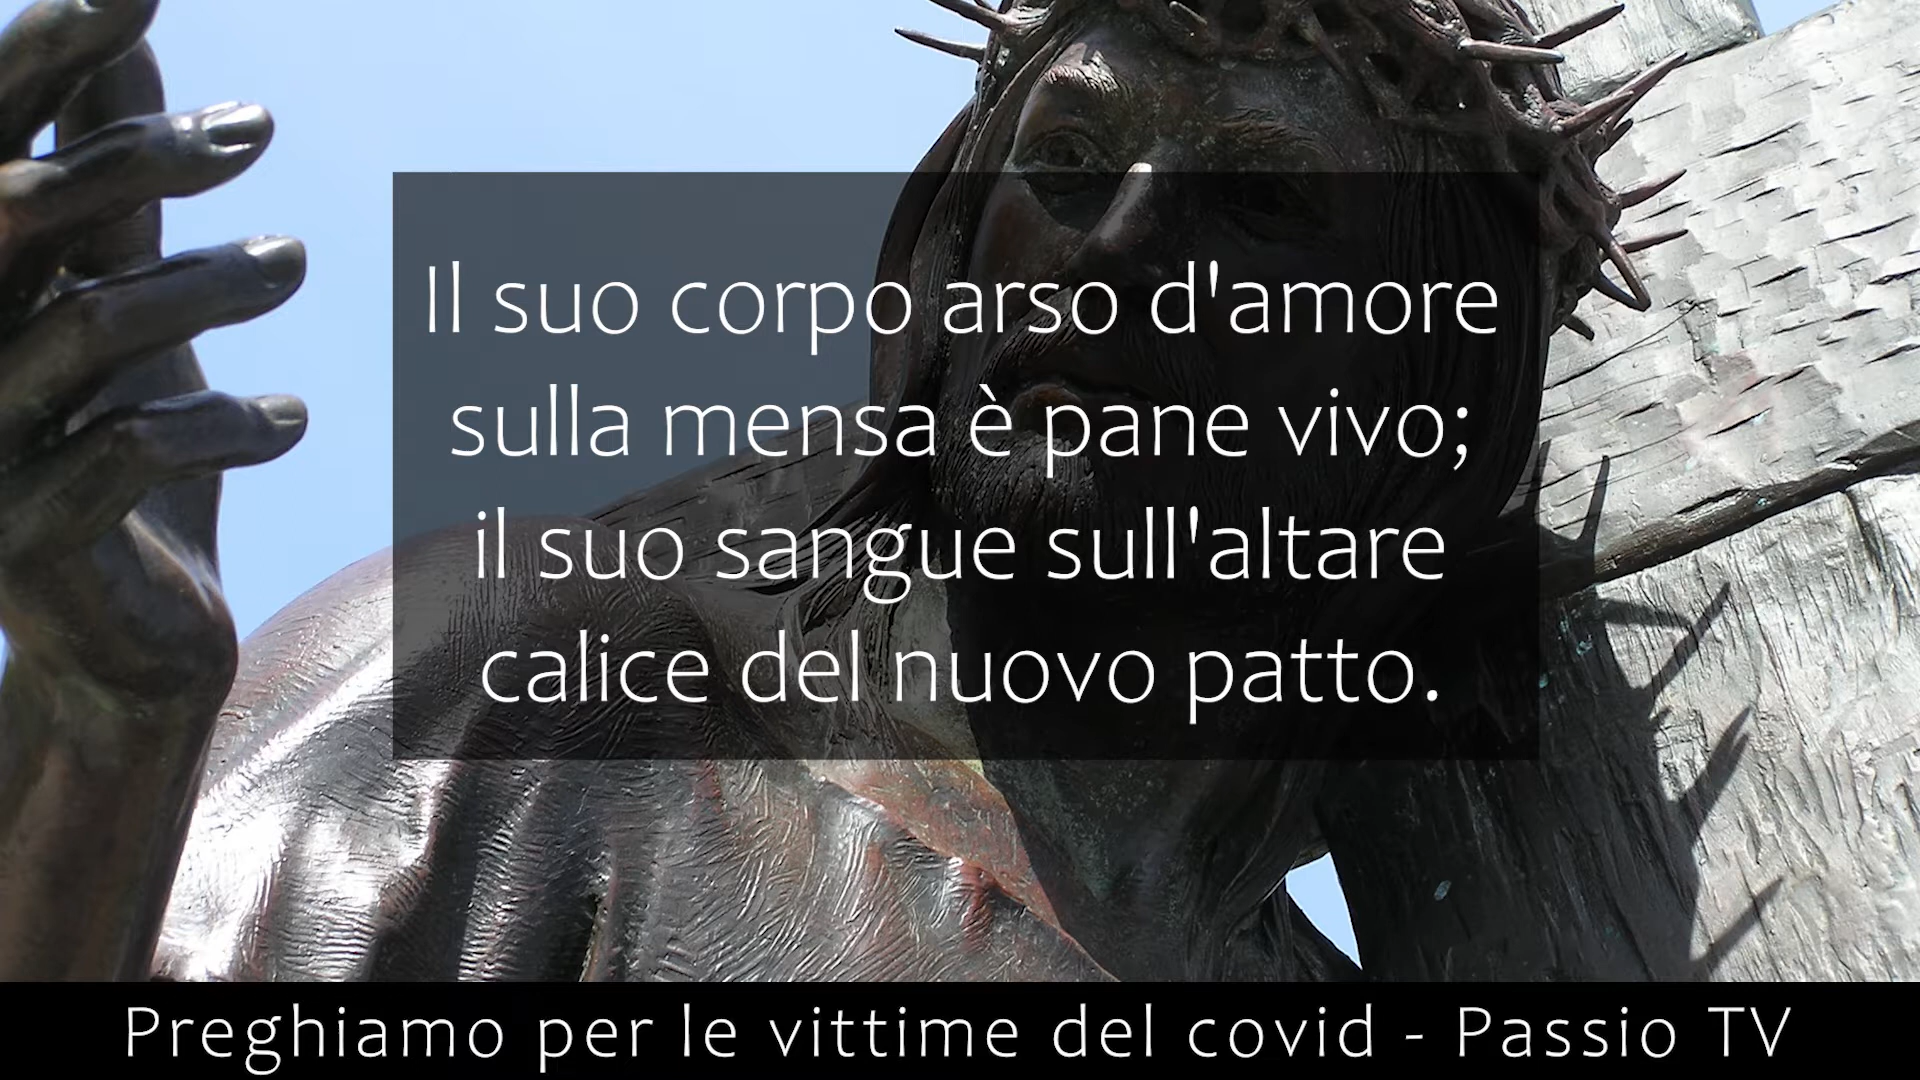 Il suo corpo arso d'amore
sulla mensa è pane vivo;
il suo sangue sull'altare
calice del nuovo patto.
Preghiamo per le vittime del covid - Passio TV